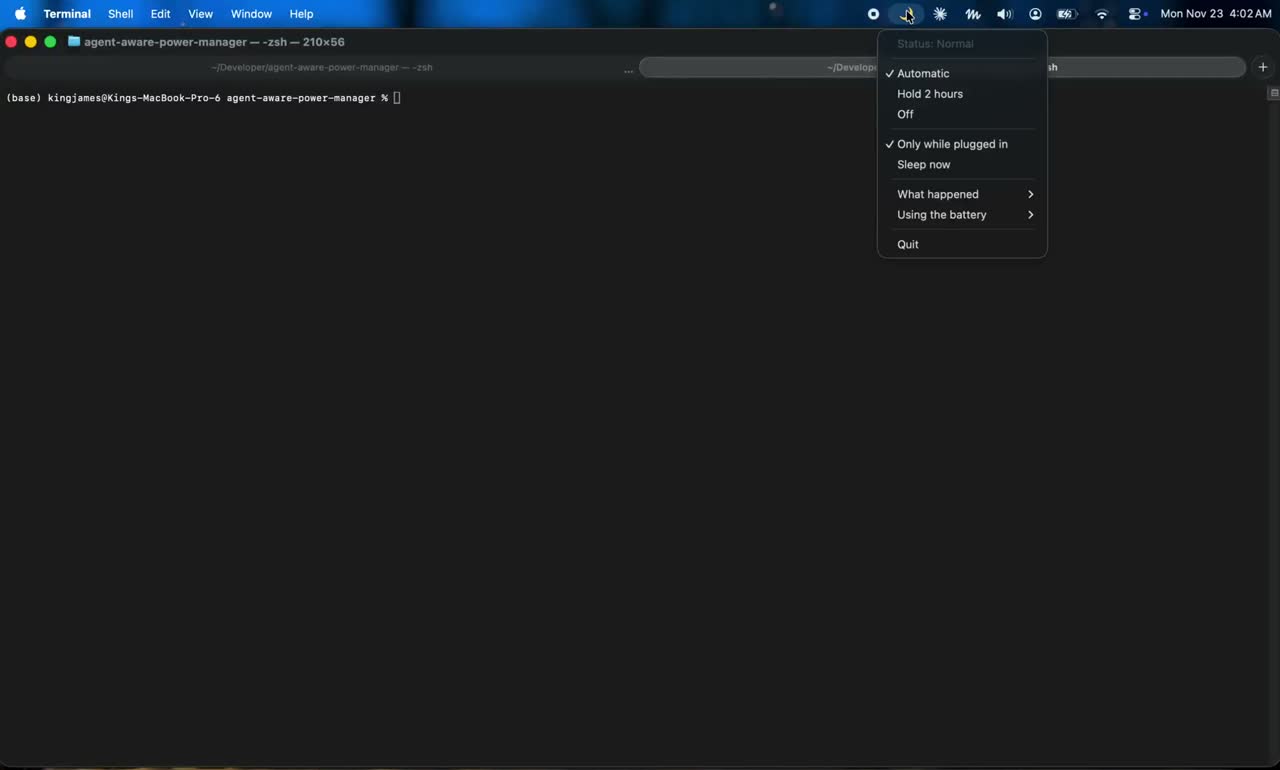 Terminal Shell Edit View Window Help Mon Nov 23 4:02 AM
agent-aware-power-manager — -zsh — 210×56
~/Developer/agent-aware-power-manager — -zsh ... ~/Develop sh +
(base) kingjames@Kings-MacBook-Pro-6 agent-aware-power-manager %
Status: Normal
✓ Automatic
Hold 2 hours
Off
✓ Only while plugged in
Sleep now
What happened
Using the battery
Quit